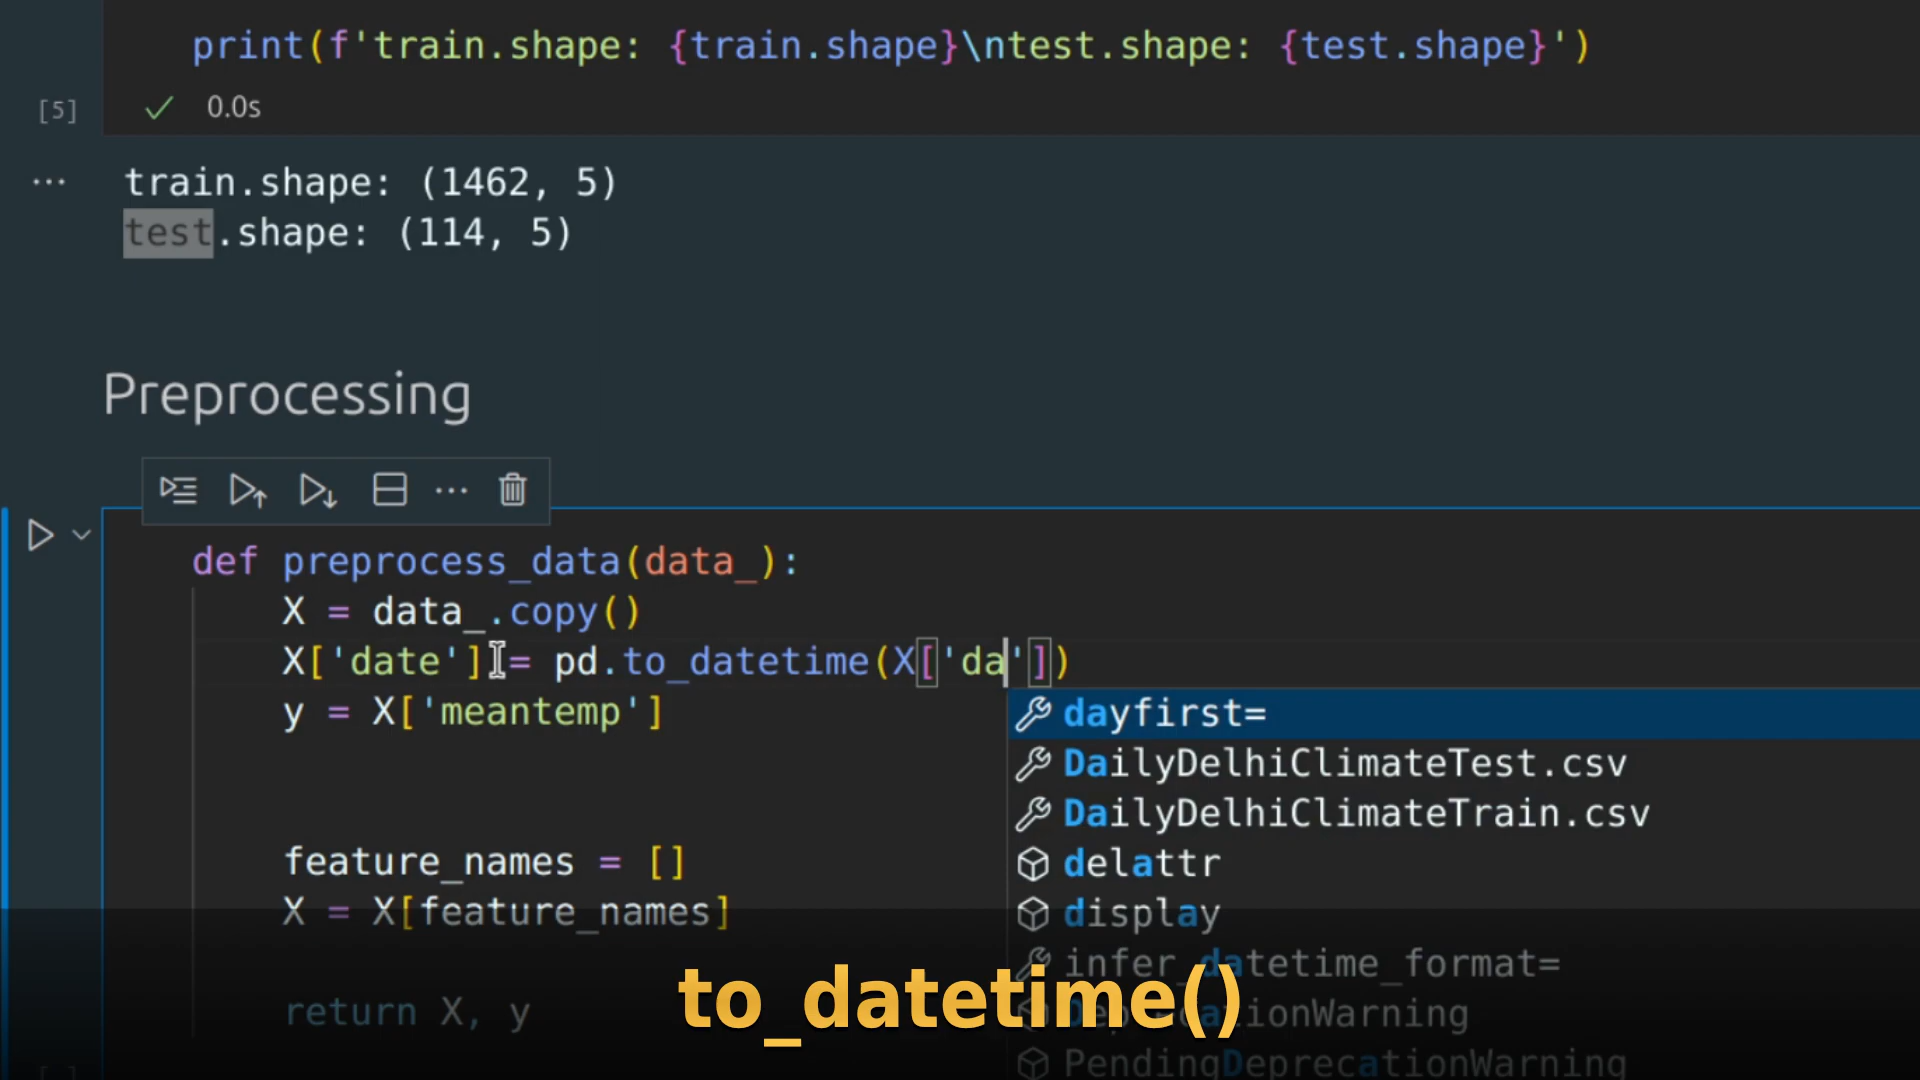 print(f'train.shape: {train.shape}\ntest.shape: {test.shape}')
[5]
0.0s
train.shape: (1462, 5)
test.shape: (114, 5)
Preprocessing
def preprocess_data(data_):
X = data_.copy()
X['date'] = pd.to_datetime(X['da'])
y = X['meantemp']
dayfirst=
DailyDelhiClimateTest.csv
DailyDelhiClimateTrain.csv
delattr
display
infer_datetime_format=
DeprecationWarning
PendingDeprecationWarning
feature_names = []
X = X[feature_names]
return X, y
to_datetime()